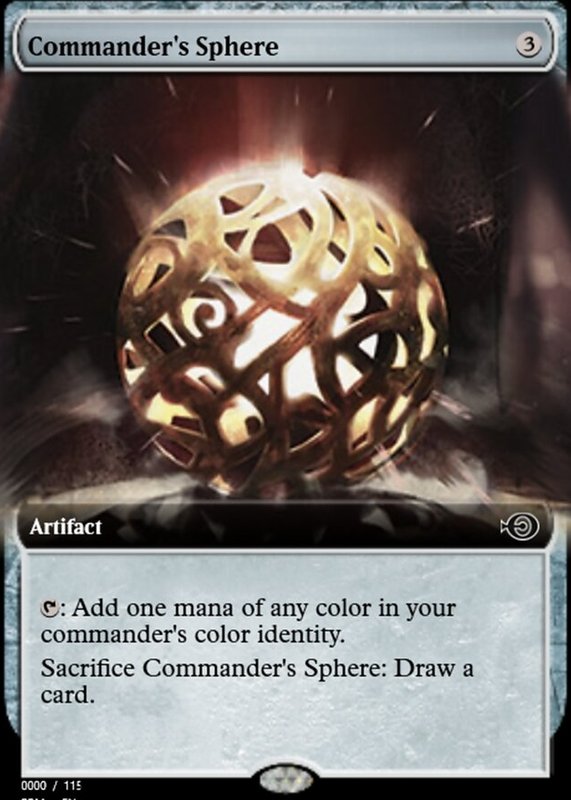 Commander's Sphere 3
Artifact
: Add one mana of any color in your
commander's color identity.
Sacrifice Commander's Sphere: Draw a
card.
0000 / 115